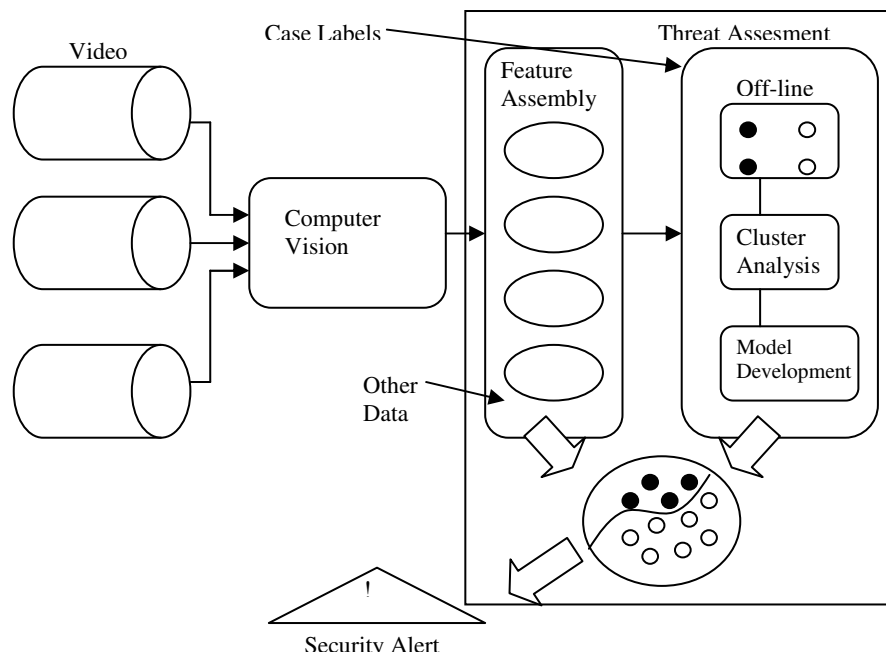 Video
Case Labels
Threat Assesment
Feature
Assembly
Off-line
Computer
Vision
Cluster
Analysis
Model
Development
Other
Data
!
Security Alert